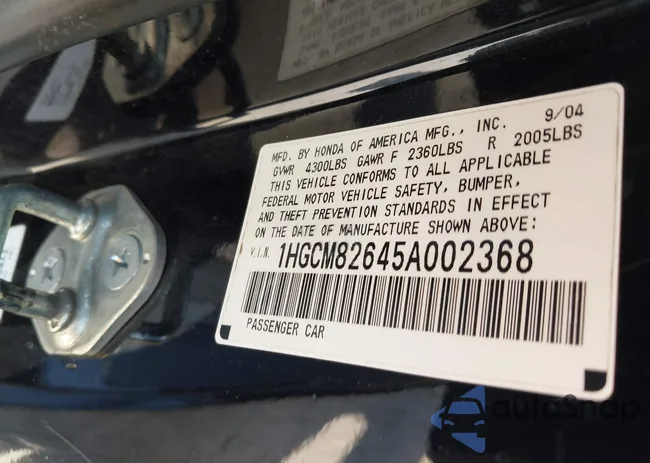 MFD. BY HONDA OF AMERICA MFG., INC. 9/04
GVWR 4300LBS GAWR F 2360LBS R 2005LBS
THIS VEHICLE CONFORMS TO ALL APPLICABLE
FEDERAL MOTOR VEHICLE SAFETY, BUMPER,
AND THEFT PREVENTION STANDARDS IN EFFECT
ON THE DATE OF MANUFACTURE SHOWN ABOVE:
V.I.N. 1HGCM82645A002368
PASSENGER CAR
autoSnap